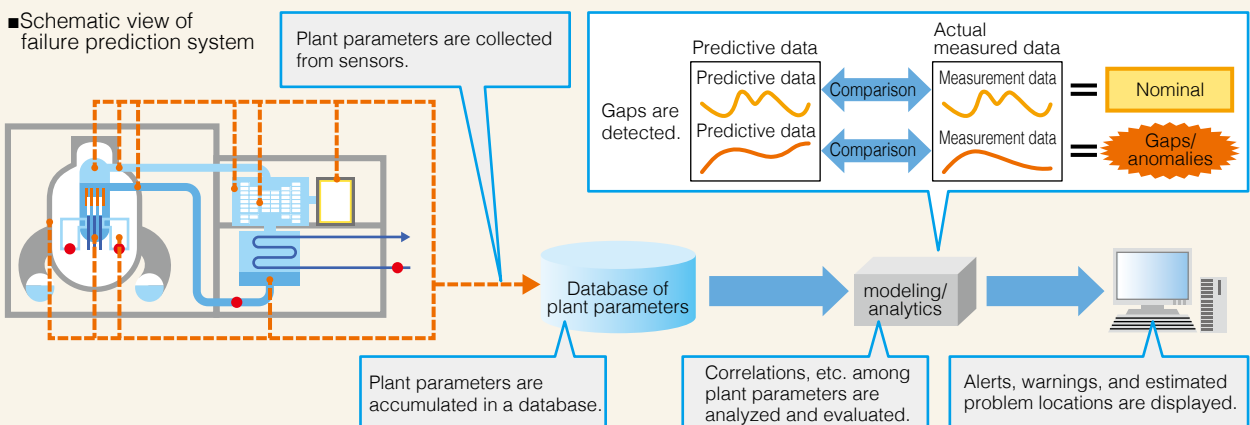 ■Schematic view of
failure prediction system
Plant parameters are collected
from sensors.
Gaps are
detected.
Predictive data
Actual
measured data
Predictive data
Comparison
Measurement data
=
Nominal
Predictive data
Comparison
Measurement data
=
Gaps/
anomalies
Database of
plant parameters
modeling/
analytics
Plant parameters are
accumulated in a database.
Correlations, etc. among
plant parameters are
analyzed and evaluated.
Alerts, warnings, and estimated
problem locations are displayed.